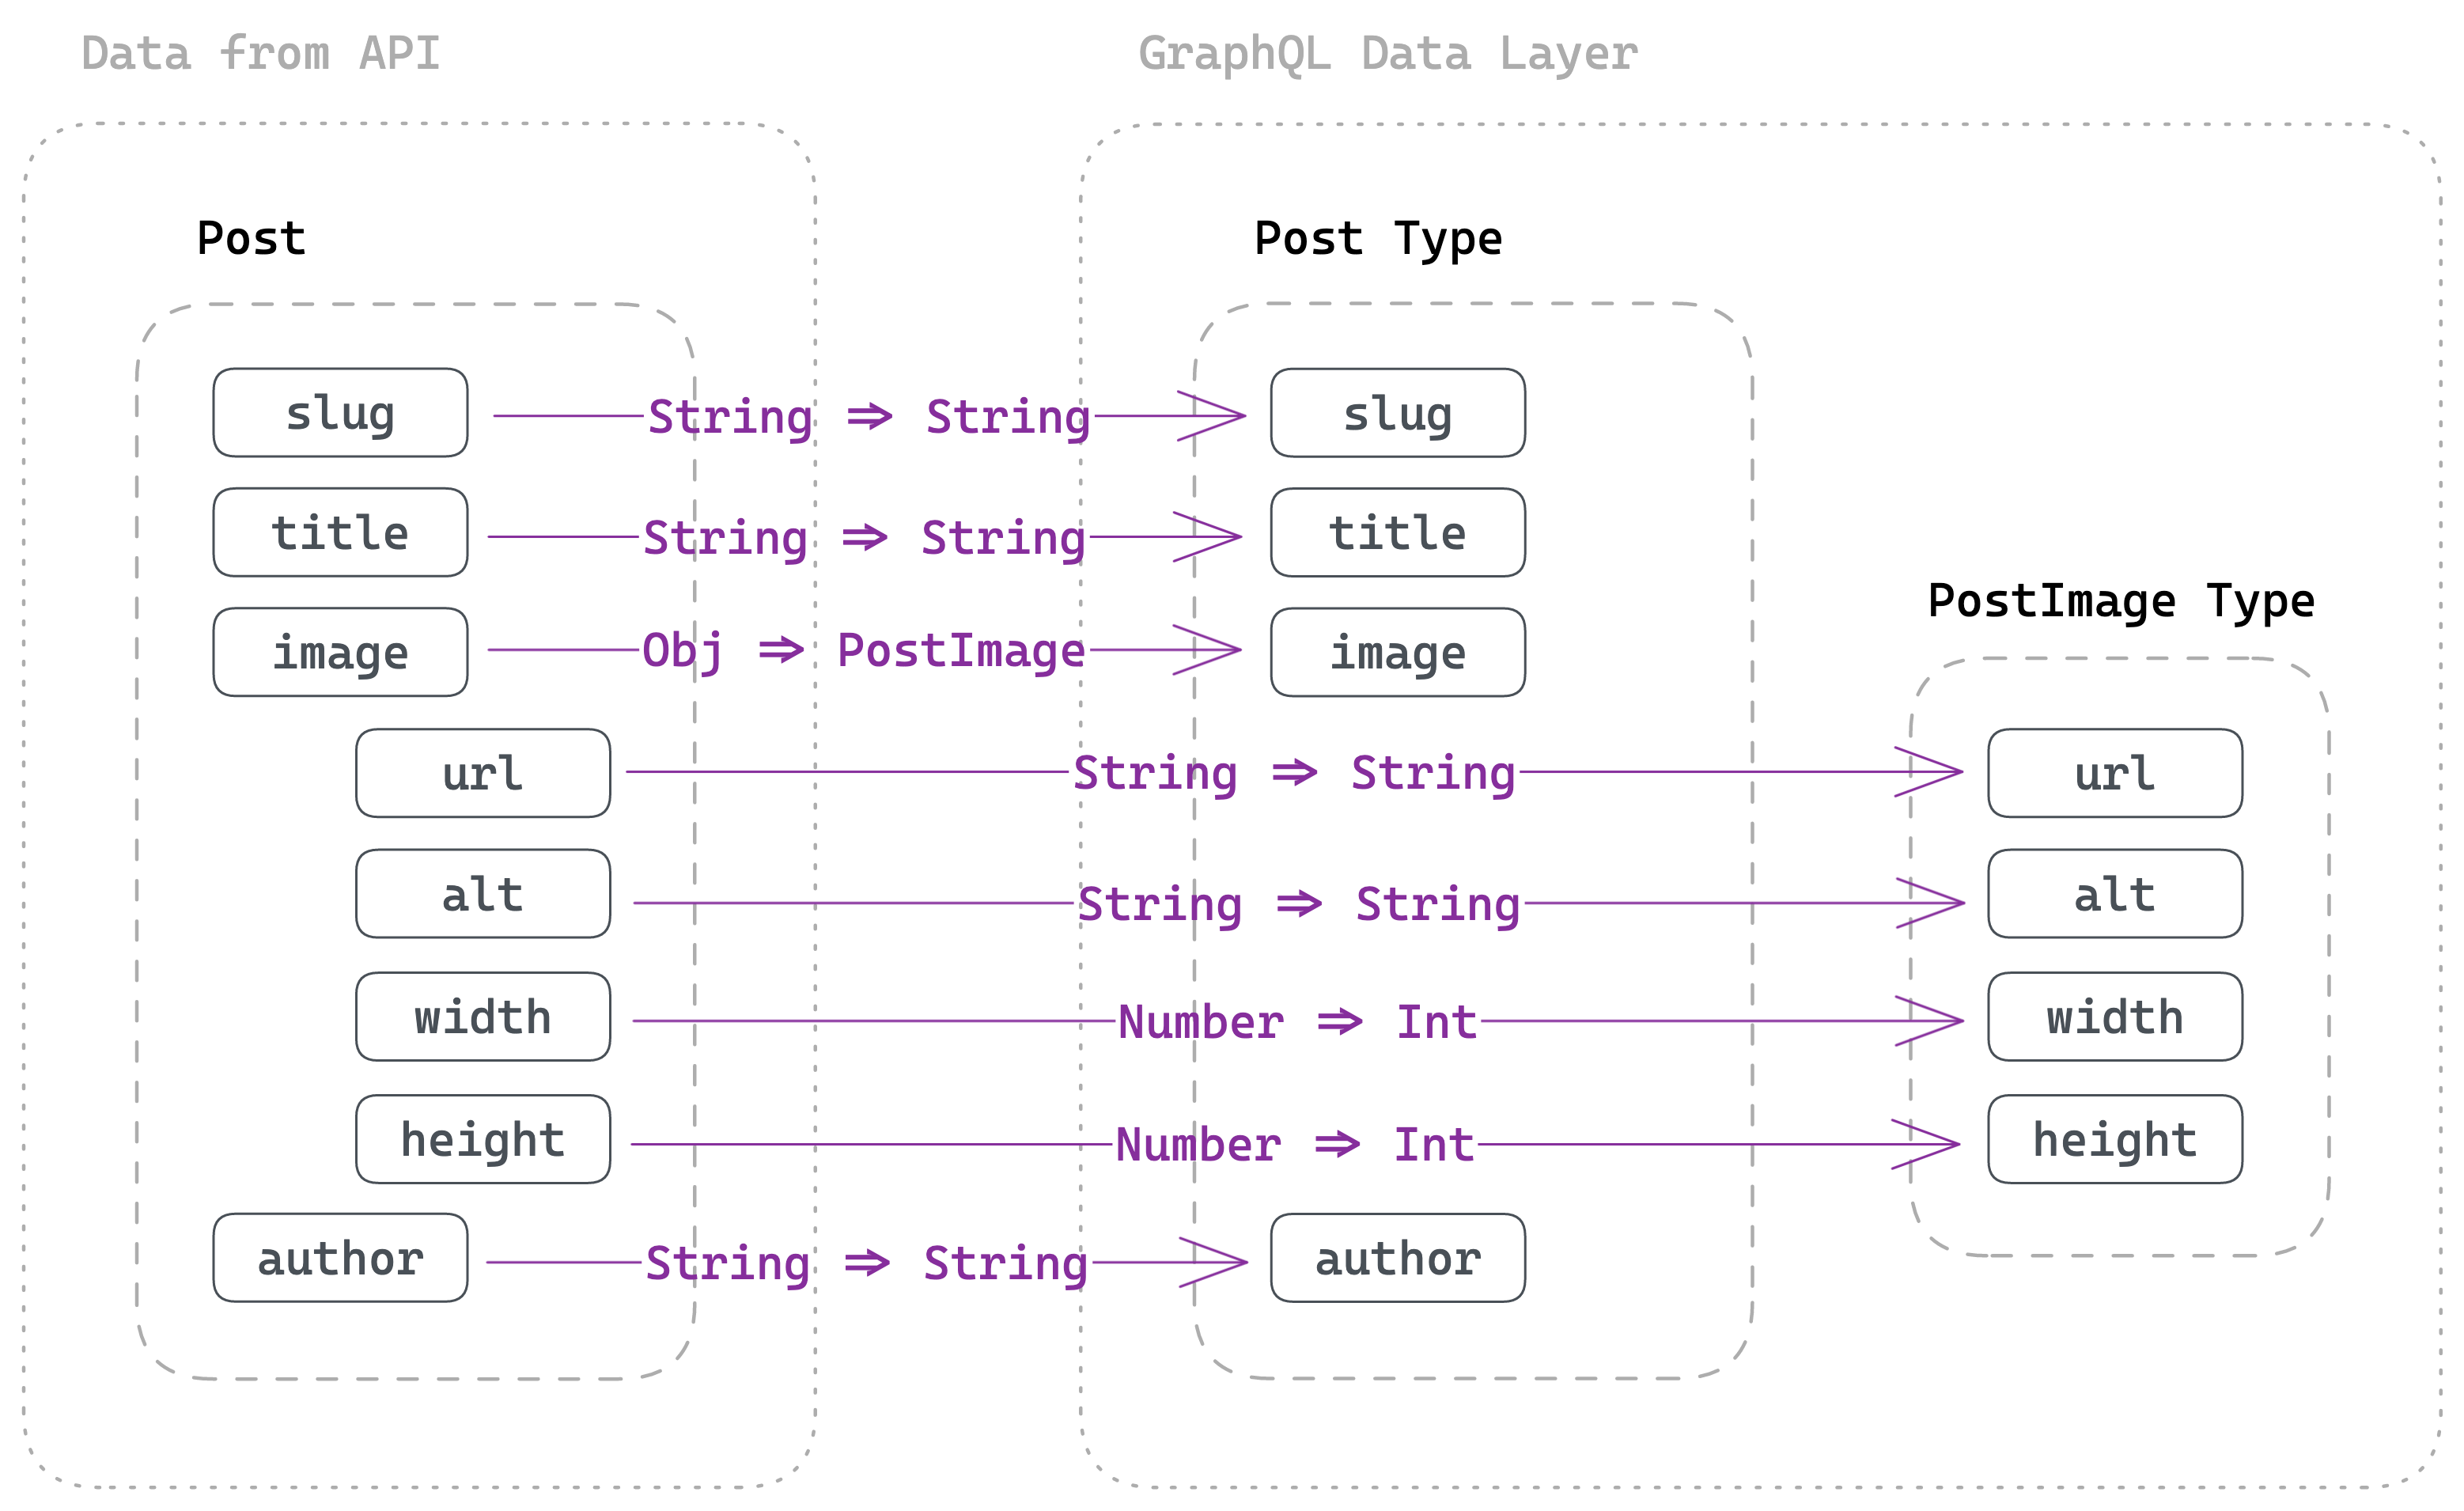 Data from API
GraphQL Data Layer
Post
Post Type
slug
String ⇒ String
slug
title
String ⇒ String
title
PostImage Type
image
Obj ⇒ PostImage
image
url
String ⇒ String
url
alt
String ⇒ String
alt
width
Number ⇒ Int
width
height
Number ⇒ Int
height
author
String ⇒ String
author